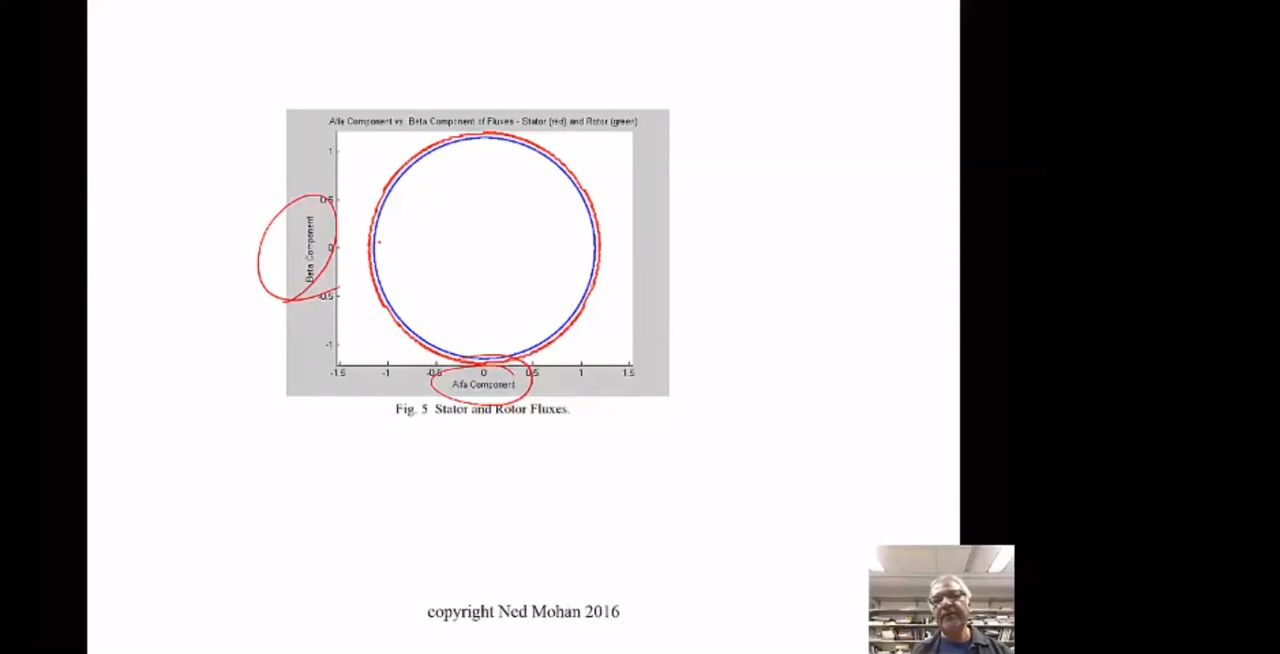 Alfa Component vs. Beta Component of Fluxes - Stator (red) and Rotor (green)
1
0.5
0
-0.5
-1
Beta Component
-1.5 -1 -0.5 0 0.5 1 1.5
Alfa Component
Fig. 5 Stator and Rotor Fluxes.
copyright Ned Mohan 2016